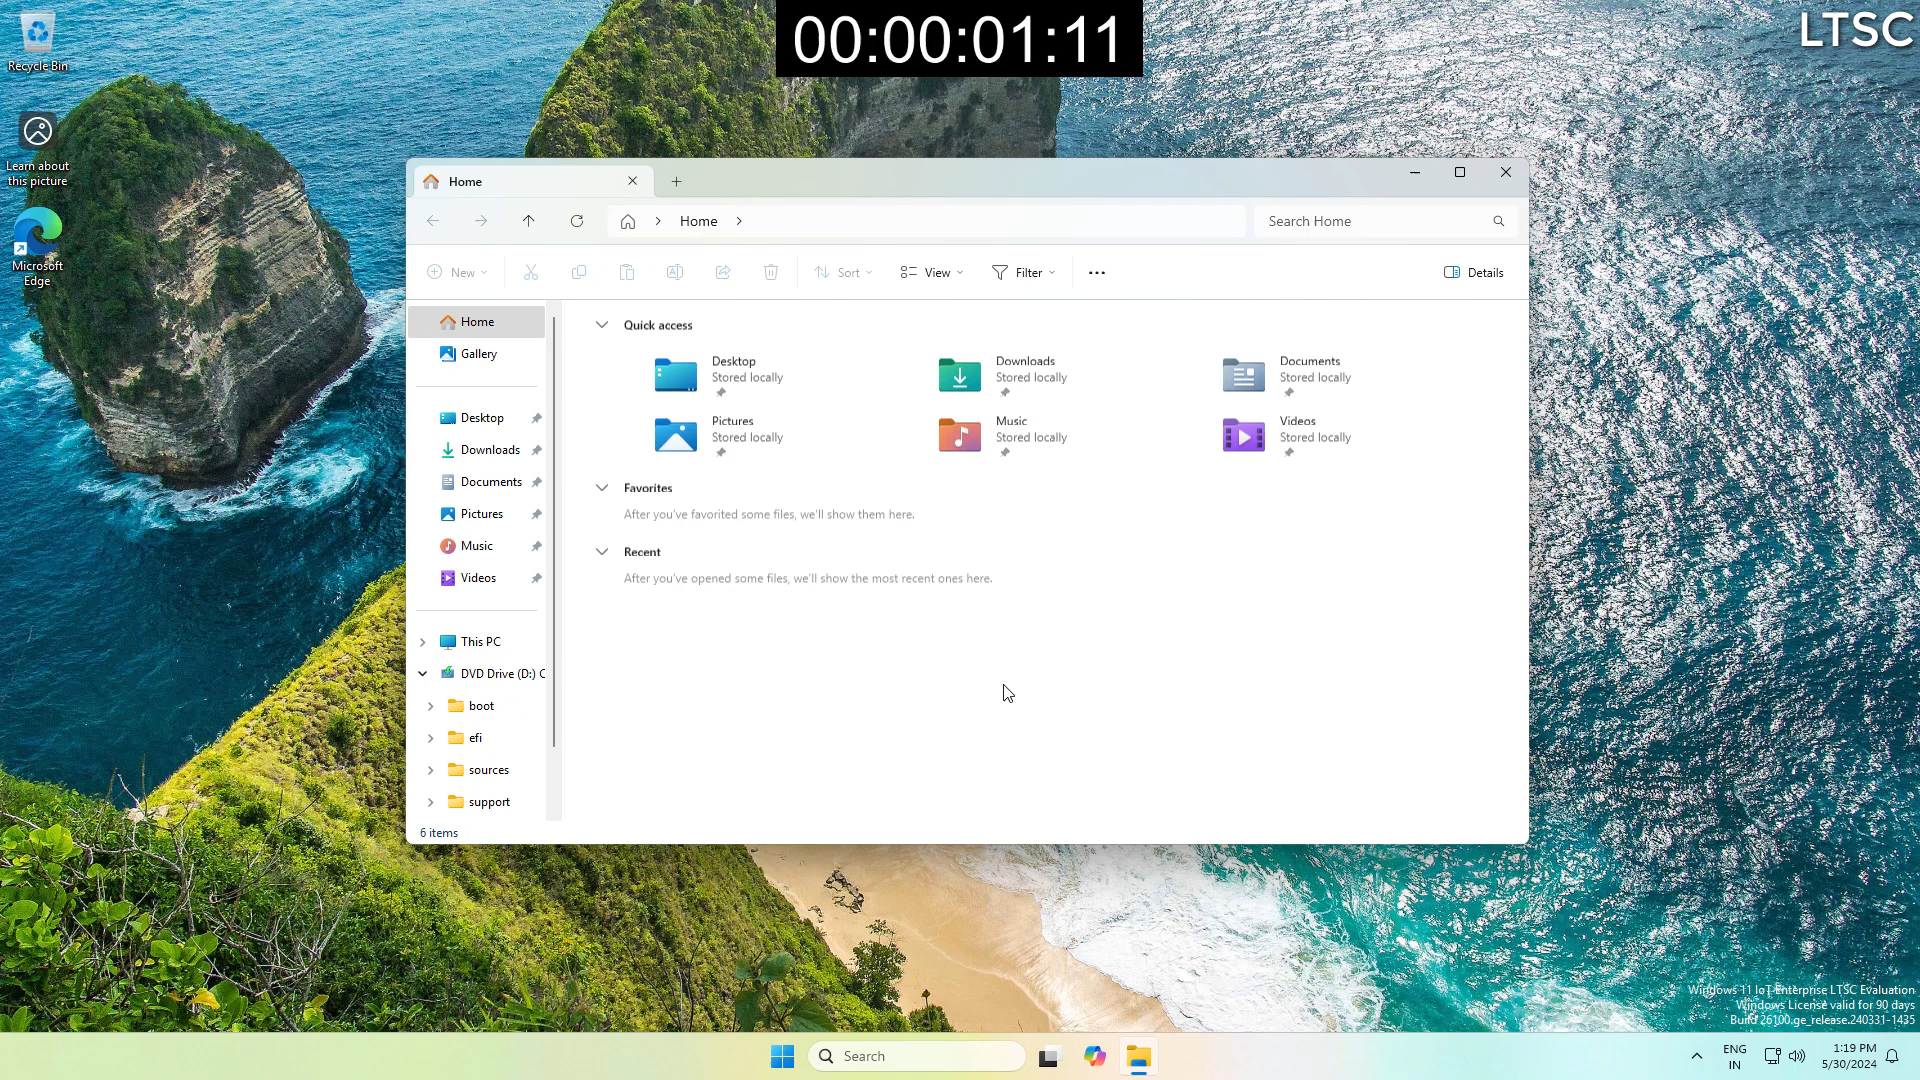 00:00:01:11
LTSC
Recycle Bin
Learn about
this picture
Microsoft
Edge
Home
Home
Search Home
New
Sort
View
Filter
Details
Home
Gallery
Desktop
Downloads
Documents
Pictures
Music
Videos
This PC
DVD Drive (D:) C
boot
efi
sources
support
6 items
Quick access
Desktop
Stored locally
Downloads
Stored locally
Documents
Stored locally
Pictures
Stored locally
Music
Stored locally
Videos
Stored locally
Favorites
After you've favorited some files, we'll show them here.
Recent
After you've opened some files, we'll show the most recent ones here.
Windows 11 IoT Enterprise LTSC Evaluation
Windows License valid for 90 days
Build 26100.ge_release.240331-1435
Search
ENG
IN
1:19 PM
5/30/2024